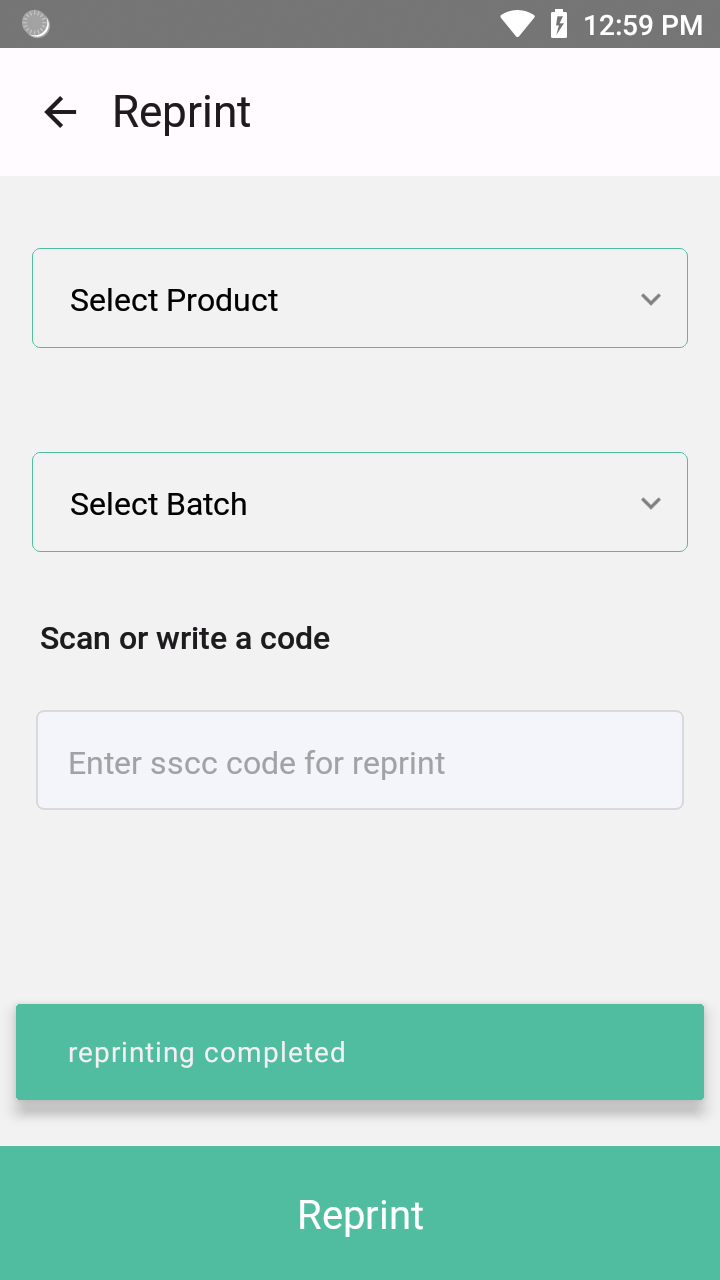 12:59 PM
Reprint
Select Product
Select Batch
Scan or write a code
Enter sscc code for reprint
reprinting completed
Reprint